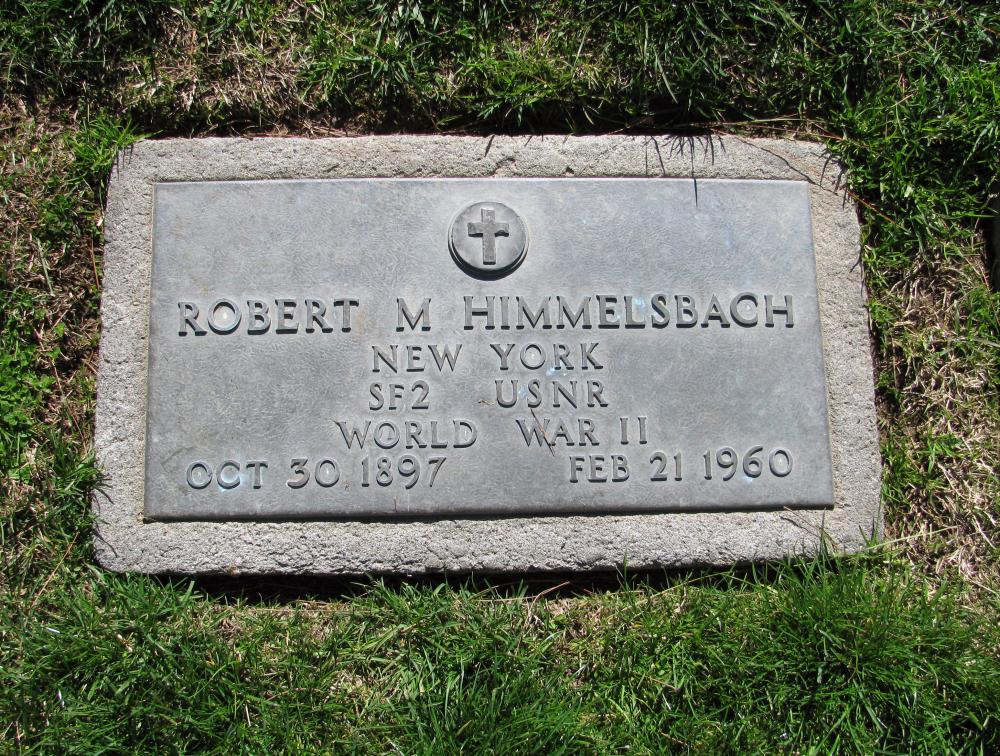 ROBERT M HIMMELSBACH
NEW YORK
SF2 USNR
WORLD WAR II
OCT 30 1897 FEB 21 1960